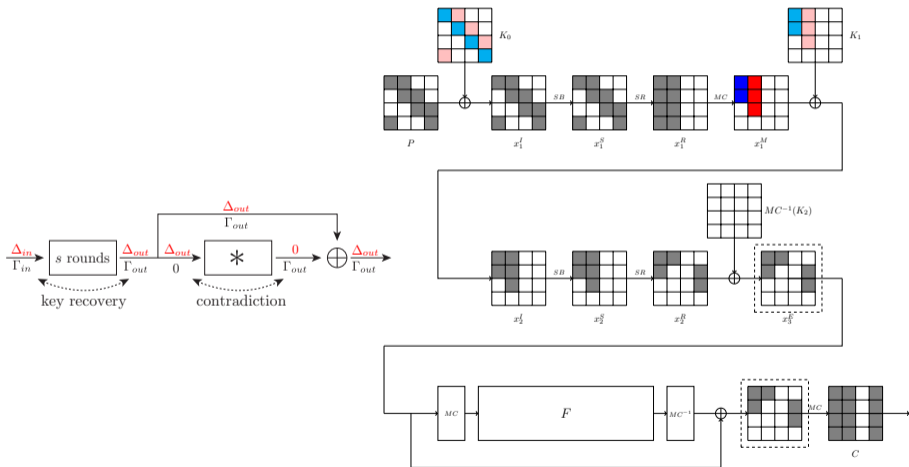 Δ_in
Γ_in
s rounds
Δ_out
Γ_out
Δ_out
0
Δ_out
Γ_out
*
0
Γ_out
Δ_out
Γ_out
key recovery
contradiction
K_0
K_1
P
x_1^I
SB
x_1^S
SR
x_1^R
MC
x_1^M
MC^{-1}(K_2)
x_2^I
SB
x_2^S
SR
x_2^R
x_3^E
MC
F
MC^{-1}
MC
C